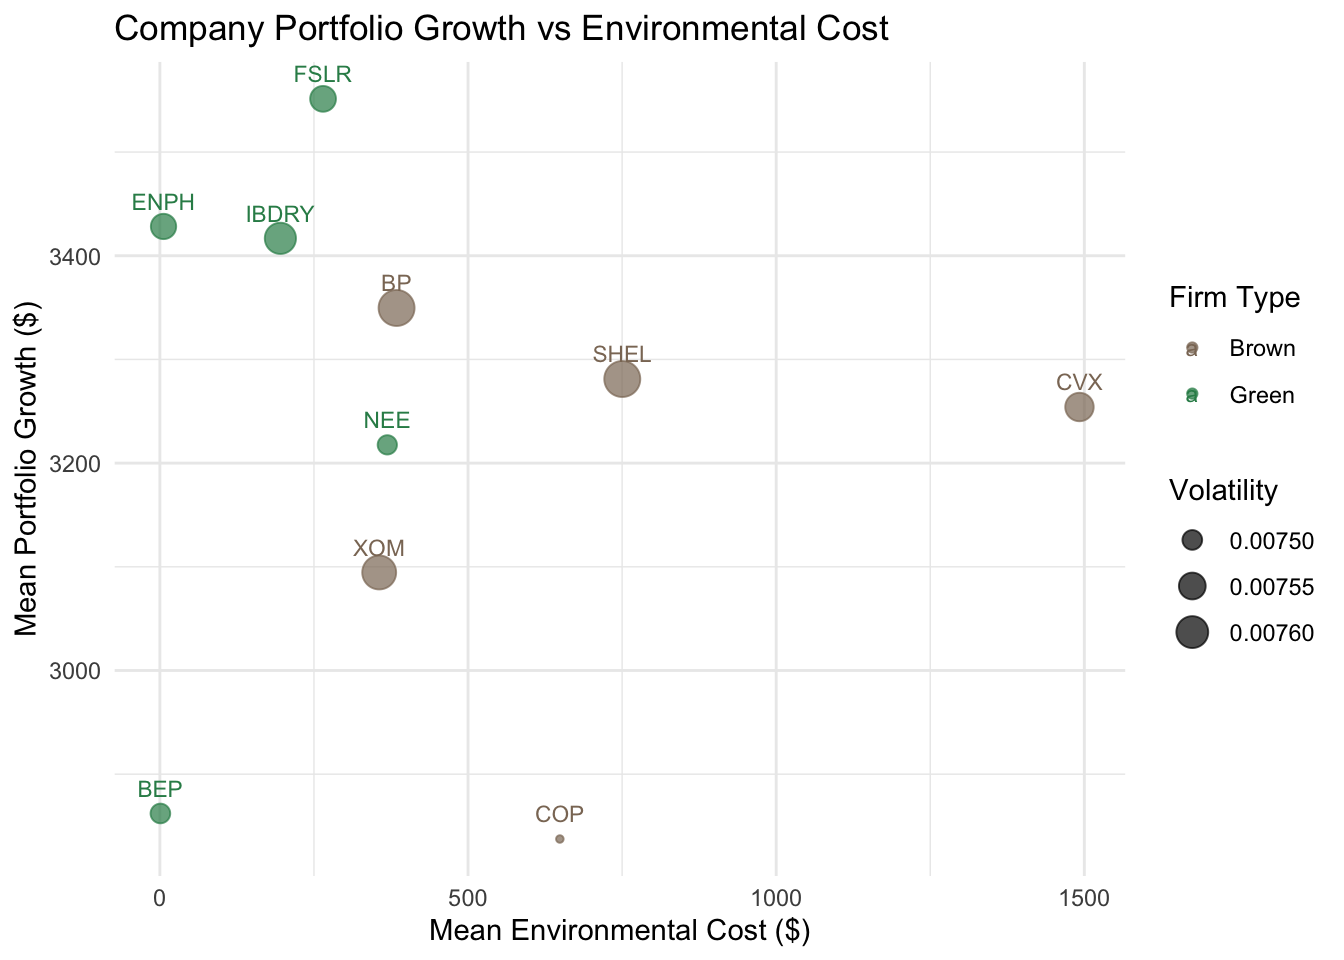 Company Portfolio Growth vs Environmental Cost
FSLR
ENPH
IBDRY
BP
SHEL
CVX
NEE
XOM
BEP
COP
3400
3200
3000
Mean Portfolio Growth ($)
0
500
1000
1500
Mean Environmental Cost ($)
Firm Type
a Brown
a Green
Volatility
0.00750
0.00755
0.00760